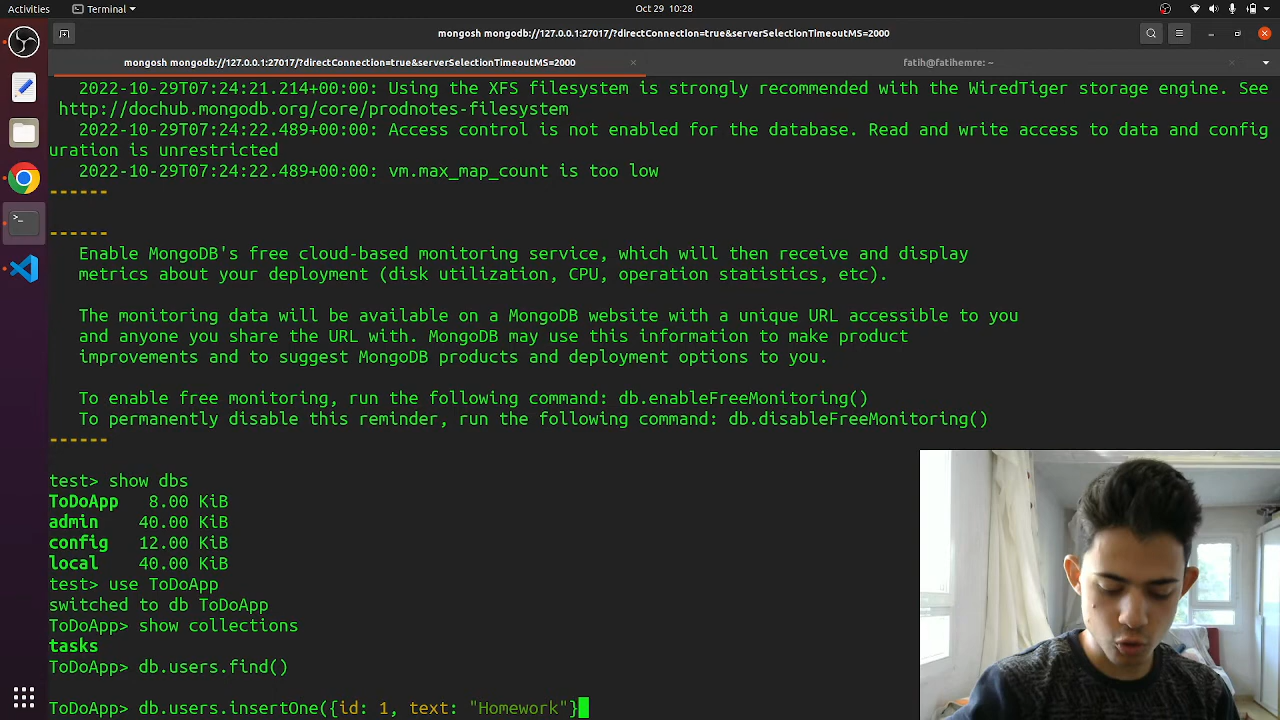 Activities Terminal Oct 29 10:28
mongosh mongodb://127.0.0.1:27017/?directConnection=true&serverSelectionTimeoutMS=2000
mongosh mongodb://127.0.0.1:27017/?directConnection=true&serverSelectionTimeoutMS=2000 fatih@fatihemre: ~
2022-10-29T07:24:21.214+00:00: Using the XFS filesystem is strongly recommended with the WiredTiger storage engine. See
http://dochub.mongodb.org/core/prodnotes-filesystem
2022-10-29T07:24:22.489+00:00: Access control is not enabled for the database. Read and write access to data and config
uration is unrestricted
2022-10-29T07:24:22.489+00:00: vm.max_map_count is too low
------
------
Enable MongoDB's free cloud-based monitoring service, which will then receive and display
metrics about your deployment (disk utilization, CPU, operation statistics, etc).
The monitoring data will be available on a MongoDB website with a unique URL accessible to you
and anyone you share the URL with. MongoDB may use this information to make product
improvements and to suggest MongoDB products and deployment options to you.
To enable free monitoring, run the following command: db.enableFreeMonitoring()
To permanently disable this reminder, run the following command: db.disableFreeMonitoring()
------
test> show dbs
ToDoApp 8.00 KiB
admin 40.00 KiB
config 12.00 KiB
local 40.00 KiB
test> use ToDoApp
switched to db ToDoApp
ToDoApp> show collections
tasks
ToDoApp> db.users.find()
ToDoApp> db.users.insertOne({id: 1, text: "Homework"}